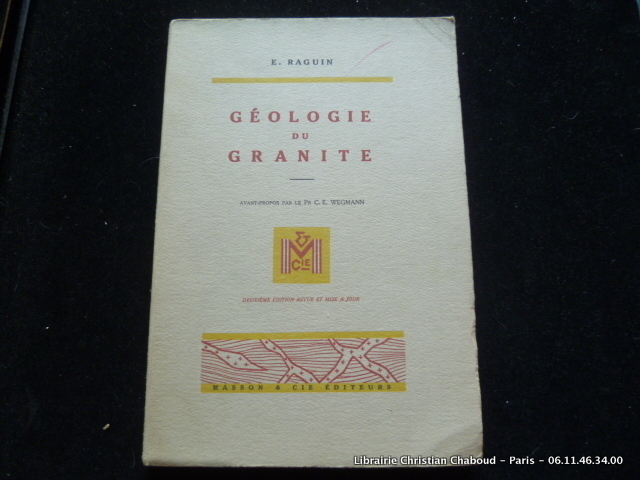 E. RAGUIN
GÉOLOGIE
DU
GRANITE
AVANT-PROPOS PAR LE Pr C. E. WEGMANN
& M
CIE
DEUXIÈME ÉDITION REVUE ET MISE A JOUR
MASSON & CIE ÉDITEURS
Librairie Christian Chaboud - Paris - 06.11.46.34.00